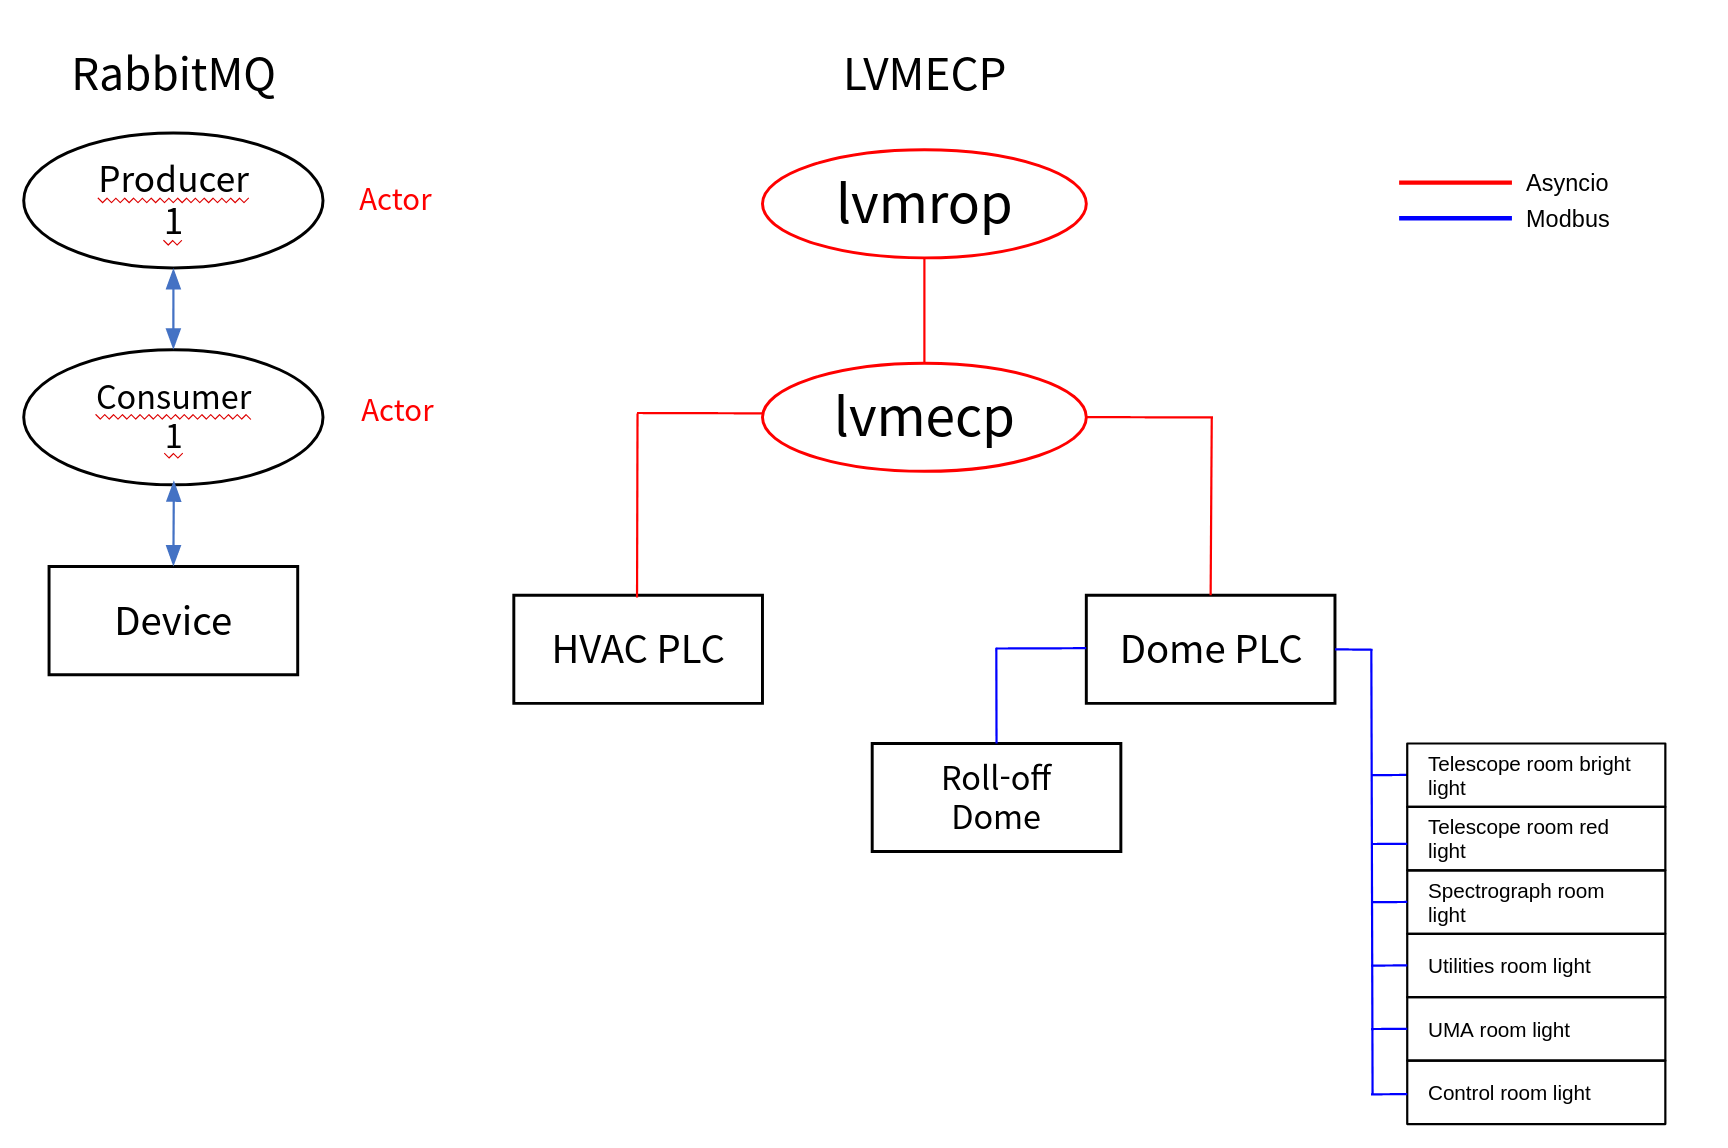 RabbitMQ
LVMECP
Producer
1
Actor
lvmrop
Asyncio
Modbus
Consumer
1
Actor
lvmecp
Device
HVAC PLC
Dome PLC
Roll-off
Dome
Telescope room bright
light
Telescope room red
light
Spectrograph room
light
Utilities room light
UMA room light
Control room light